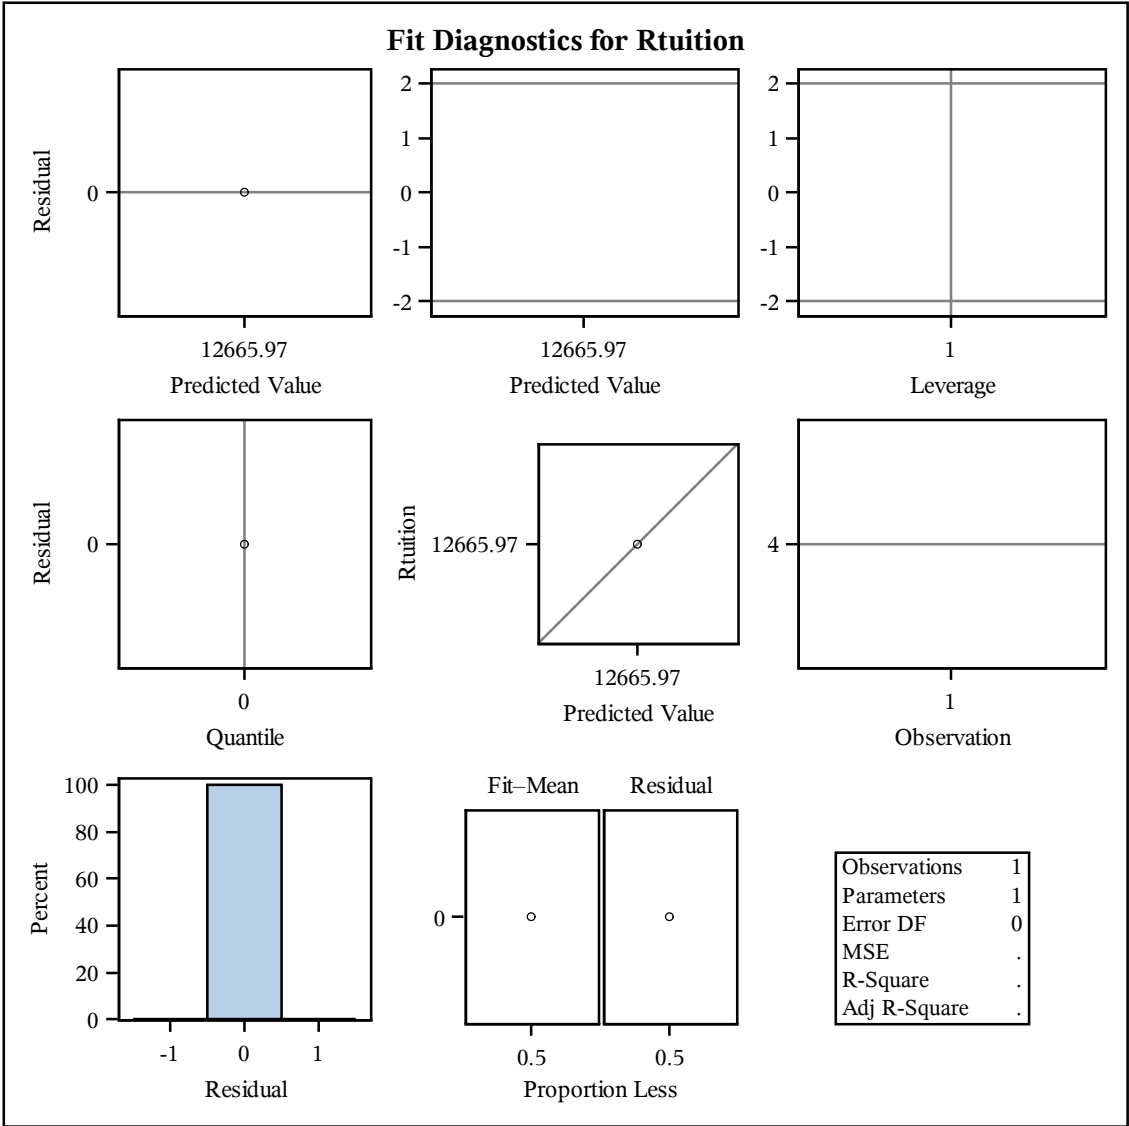 Fit Diagnostics for Rtuition
Residual
0
12665.97
Predicted Value
2
1
0
-1
-2
12665.97
Predicted Value
2
1
0
-1
-2
1
Leverage
Residual
0
0
Quantile
Rtuition
12665.97
12665.97
Predicted Value
4
1
Observation
Percent
100
80
60
40
20
0
-1 0 1
Residual
Fit–Mean Residual
0
0.5 0.5
Proportion Less
Observations 1
Parameters 1
Error DF 0
MSE .
R-Square .
Adj R-Square .